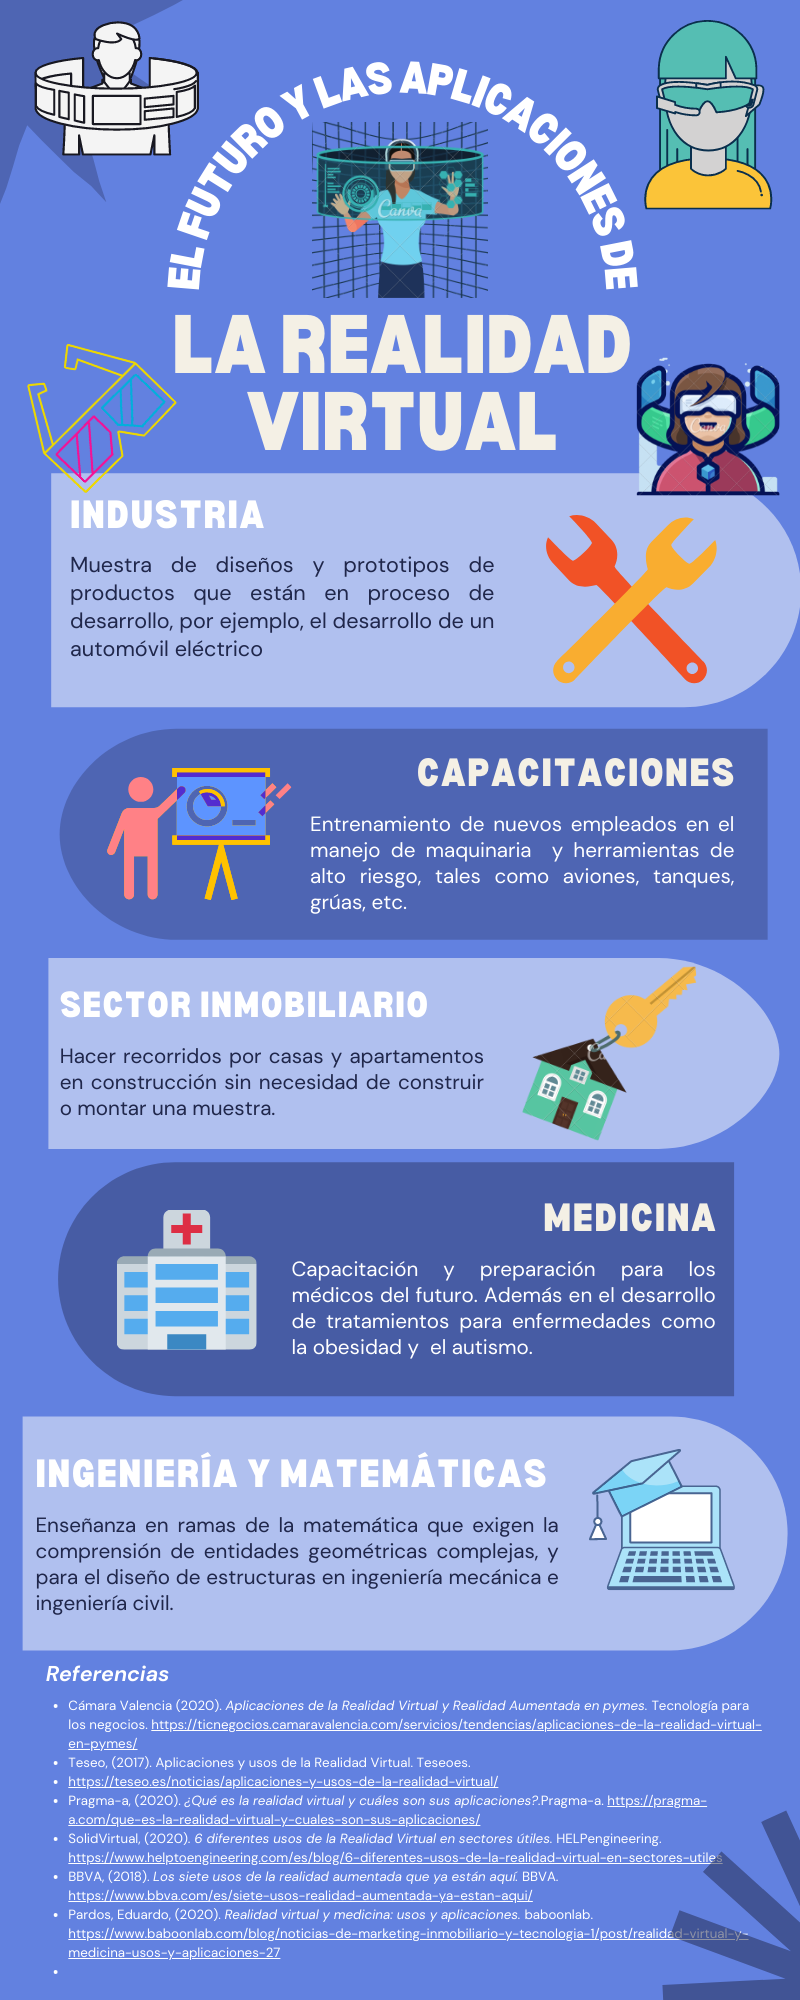 EL FUTURO Y LAS APLICACIONES DE
Canva
LA REALIDAD
VIRTUAL
INDUSTRIA
Muestra de diseños y prototipos de
productos que están en proceso de
desarrollo, por ejemplo, el desarrollo de un
automóvil eléctrico
CAPACITACIONES
Entrenamiento de nuevos empleados en el
manejo de maquinaria y herramientas de
alto riesgo, tales como aviones, tanques,
grúas, etc.
SECTOR INMOBILIARIO
Hacer recorridos por casas y apartamentos
en construcción sin necesidad de construir
o montar una muestra.
MEDICINA
Capacitación y preparación para los
médicos del futuro. Además en el desarrollo
de tratamientos para enfermedades como
la obesidad y el autismo.
INGENIERÍA Y MATEMÁTICAS
Enseñanza en ramas de la matemática que exigen la
comprensión de entidades geométricas complejas, y
para el diseño de estructuras en ingeniería mecánica e
ingeniería civil.
Referencias
• Cámara Valencia (2020). Aplicaciones de la Realidad Virtual y Realidad Aumentada en pymes. Tecnología para
los negocios. https://ticnegocios.camaravalencia.com/servicios/tendencias/aplicaciones-de-la-realidad-virtual-
en-pymes/
• Teseo, (2017). Aplicaciones y usos de la Realidad Virtual. Teseoes.
• https://teseo.es/noticias/aplicaciones-y-usos-de-la-realidad-virtual/
• Pragma-a, (2020). ¿Qué es la realidad virtual y cuáles son sus aplicaciones?.Pragma-a. https://pragma-
a.com/que-es-la-realidad-virtual-y-cuales-son-sus-aplicaciones/
• SolidVirtual, (2020). 6 diferentes usos de la Realidad Virtual en sectores útiles. HELPengineering.
https://www.helptoengineering.com/es/blog/6-diferentes-usos-de-la-realidad-virtual-en-sectores-utiles
• BBVA, (2018). Los siete usos de la realidad aumentada que ya están aquí. BBVA.
https://www.bbva.com/es/siete-usos-realidad-aumentada-ya-estan-aqui/
• Pardos, Eduardo, (2020). Realidad virtual y medicina: usos y aplicaciones. baboonlab.
https://www.baboonlab.com/blog/noticias-de-marketing-inmobiliario-y-tecnologia-1/post/realidad-virtual-y-
medicina-usos-y-aplicaciones-27
•